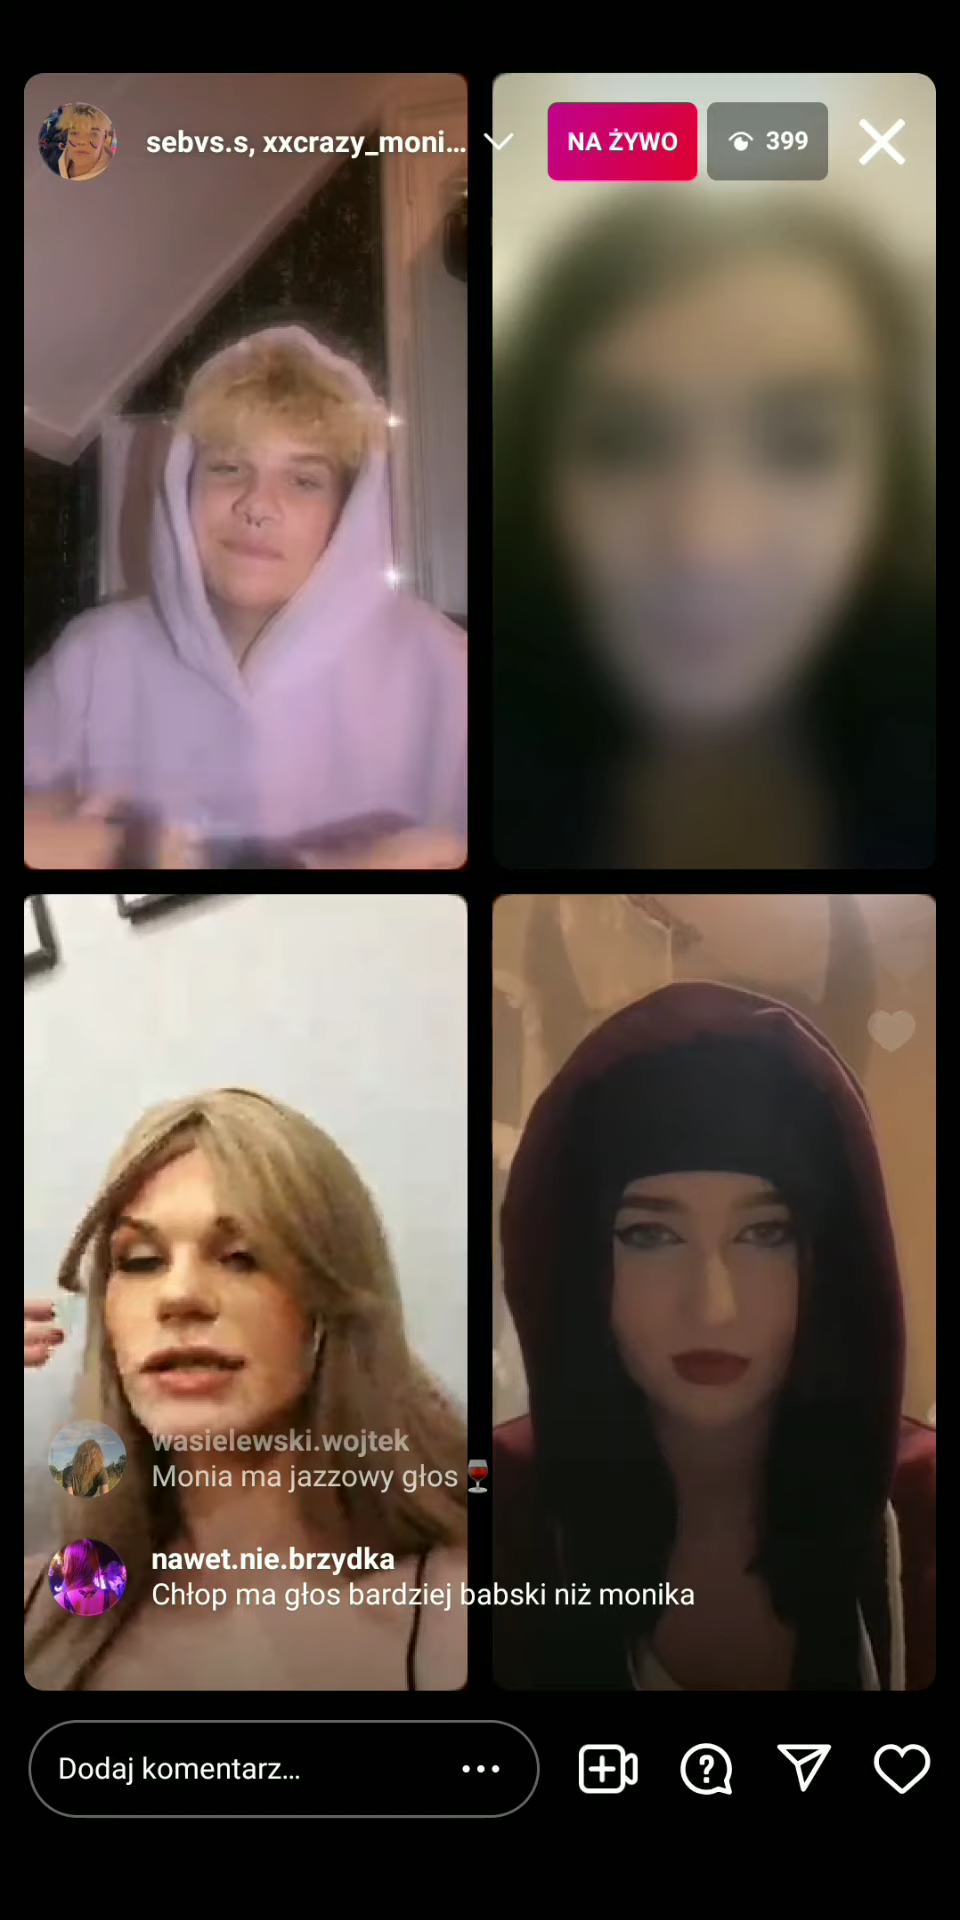 sebvs.s, xxcrazy_moni...
NA ŻYWO
399
wasielewski.wojtek
Monia ma jazzowy głos 🍷
nawet.nie.brzydka
Chłop ma głos bardziej babski niż monika
Dodaj komentarz...